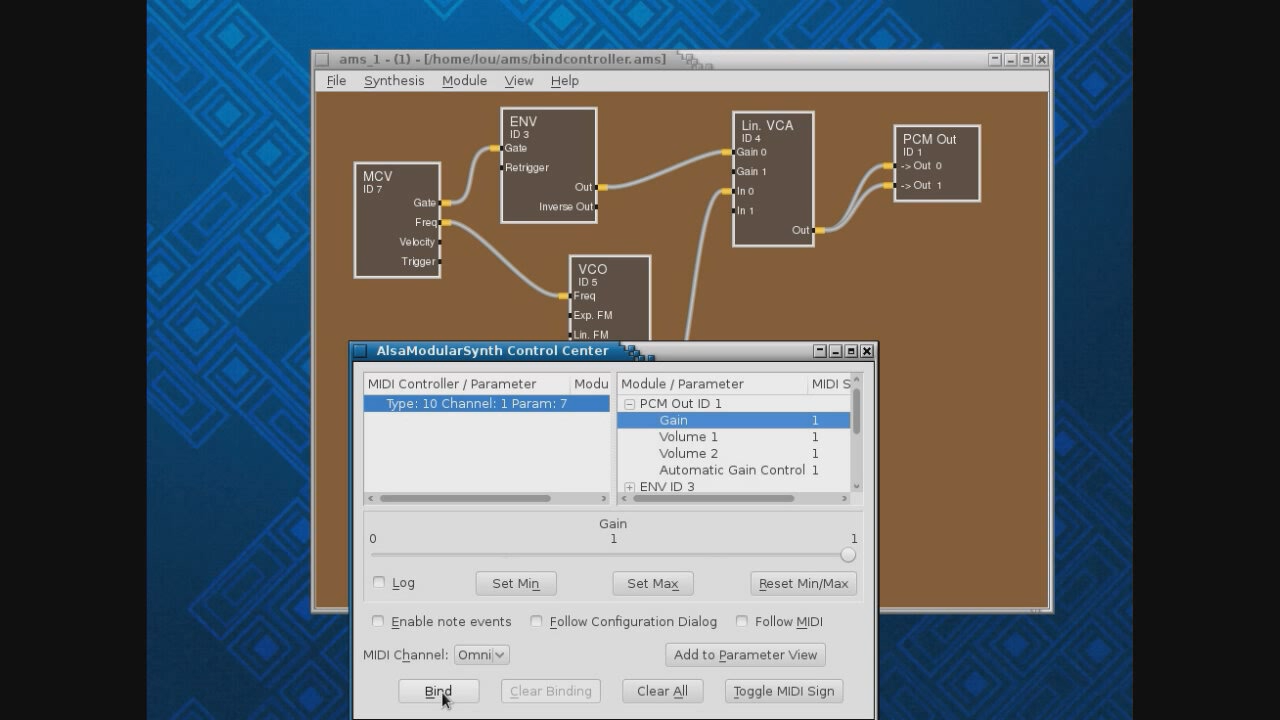 ams_1 - (1) - [/home/lou/ams/bindcontroller.ams]
File Synthesis Module View Help
MCV
ID 7
Gate
Freq
Velocity
Trigger
ENV
ID 3
Gate
Retrigger
Out
Inverse Out
VCO
ID 5
Freq
Exp. FM
Lin. FM
Lin. VCA
ID 4
Gain 0
Gain 1
In 0
In 1
Out
PCM Out
ID 1
-> Out 0
-> Out 1
AlsaModularSynth Control Center
MIDI Controller / Parameter Modu
Type: 10 Channel: 1 Param: 7
Module / Parameter MIDI S
PCM Out ID 1
Gain 1
Volume 1 1
Volume 2 1
Automatic Gain Control 1
ENV ID 3
Gain
0 1 1
Log Set Min Set Max Reset Min/Max
Enable note events Follow Configuration Dialog Follow MIDI
MIDI Channel: Omni Add to Parameter View
Bind Clear Binding Clear All Toggle MIDI Sign